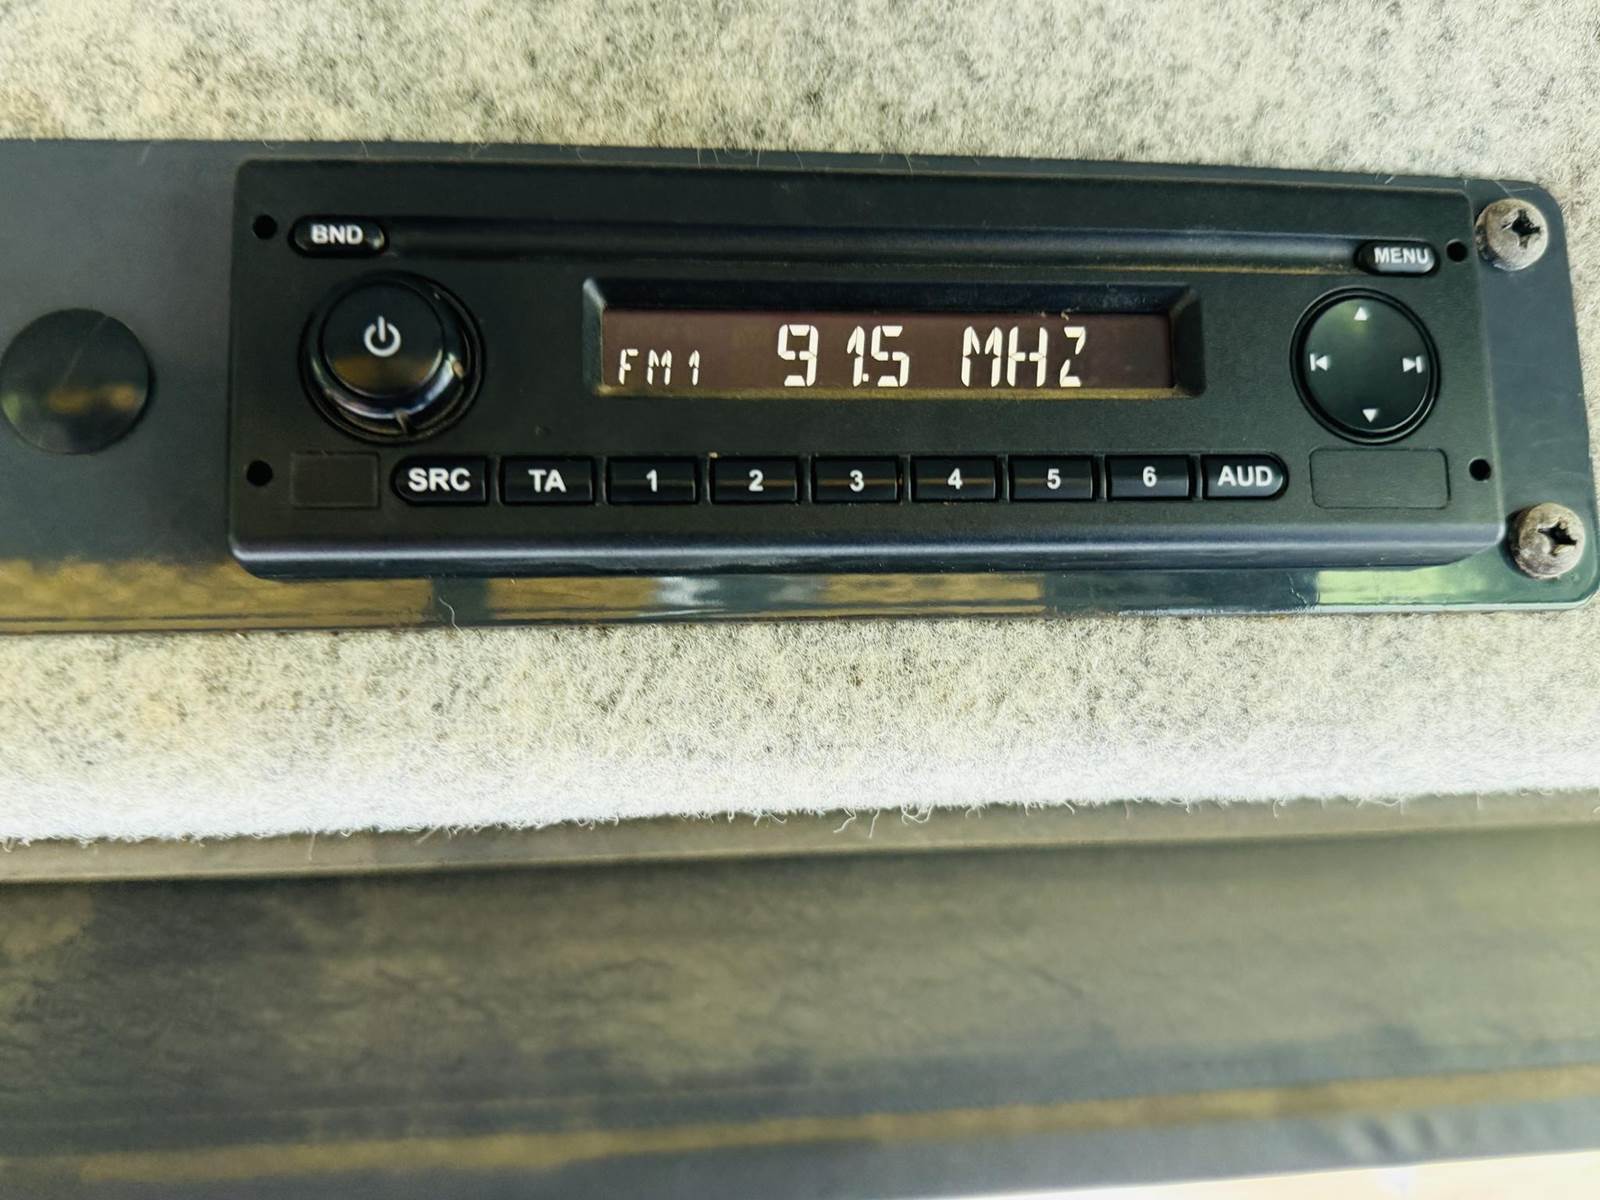 BND
MENU
FM1 91.5 MHZ
SRC TA 1 2 3 4 5 6 AUD